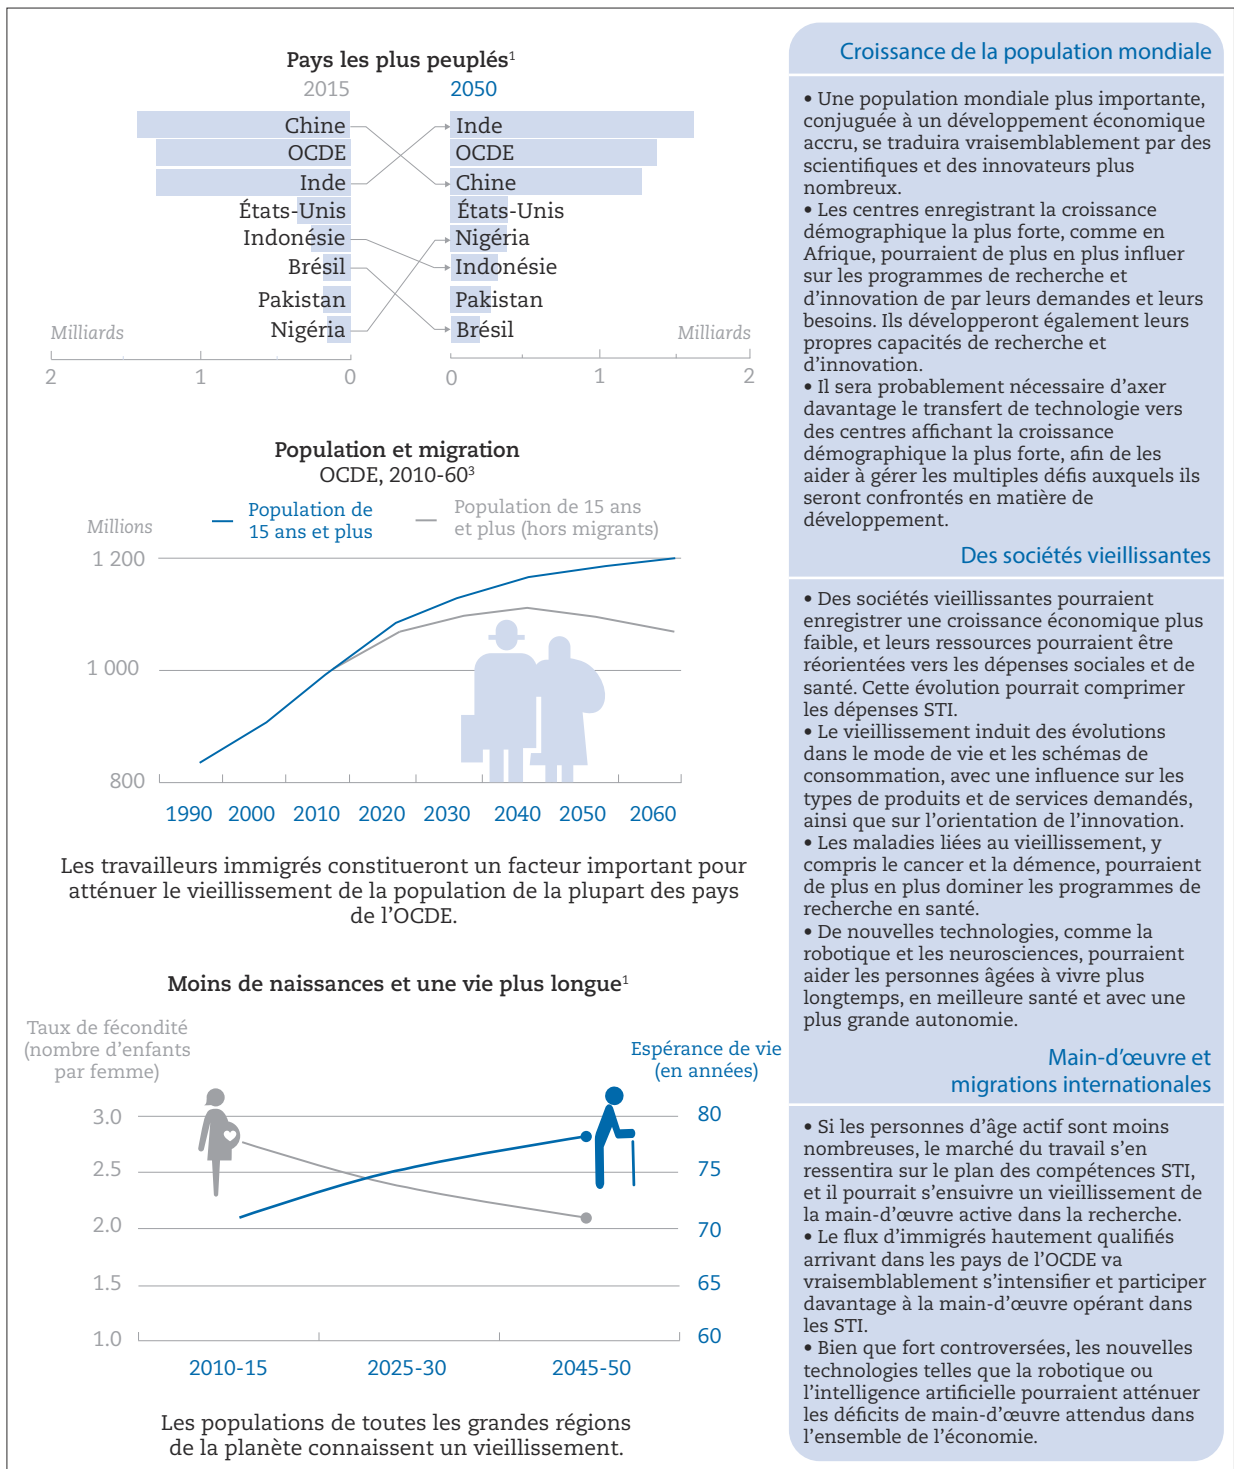 Pays les plus peuplés¹
2015
2050
Chine
OCDE
Inde
États-Unis
Indonésie
Brésil
Pakistan
Nigéria
Inde
OCDE
Chine
États-Unis
Nigéria
Indonésie
Pakistan
Brésil
Milliards
2 1 0
Milliards
0 1 2
Population et migration
OCDE, 2010-60³
Millions
Population de
15 ans et plus
Population de 15 ans
et plus (hors migrants)
1 200
1 000
800
1990 2000 2010 2020 2030 2040 2050 2060
Les travailleurs immigrés constitueront un facteur important pour
atténuer le vieillissement de la population de la plupart des pays
de l’OCDE.
Moins de naissances et une vie plus longue¹
Taux de fécondité
(nombre d’enfants
par femme)
Espérance de vie
(en années)
3.0
2.5
2.0
1.5
1.0
80
75
70
65
60
2010-15 2025-30 2045-50
Les populations de toutes les grandes régions
de la planète connaissent un vieillissement.
Croissance de la population mondiale
• Une population mondiale plus importante,
conjuguée à un développement économique
accru, se traduira vraisemblablement par des
scientifiques et des innovateurs plus
nombreux.
• Les centres enregistrant la croissance
démographique la plus forte, comme en
Afrique, pourraient de plus en plus influer
sur les programmes de recherche et
d’innovation de par leurs demandes et leurs
besoins. Ils développeront également leurs
propres capacités de recherche et
d’innovation.
• Il sera probablement nécessaire d’axer
davantage le transfert de technologie vers
des centres affichant la croissance
démographique la plus forte, afin de les
aider à gérer les multiples défis auxquels ils
seront confrontés en matière de
développement.
Des sociétés vieillissantes
• Des sociétés vieillissantes pourraient
enregistrer une croissance économique plus
faible, et leurs ressources pourraient être
réorientées vers les dépenses sociales et de
santé. Cette évolution pourrait comprimer
les dépenses STI.
• Le vieillissement induit des évolutions
dans le mode de vie et les schémas de
consommation, avec une influence sur les
types de produits et de services demandés,
ainsi que sur l’orientation de l’innovation.
• Les maladies liées au vieillissement, y
compris le cancer et la démence, pourraient
de plus en plus dominer les programmes de
recherche en santé.
• De nouvelles technologies, comme la
robotique et les neurosciences, pourraient
aider les personnes âgées à vivre plus
longtemps, en meilleure santé et avec une
plus grande autonomie.
Main-d’œuvre et
migrations internationales
• Si les personnes d’âge actif sont moins
nombreuses, le marché du travail s’en
ressentira sur le plan des compétences STI,
et il pourrait s’ensuivre un vieillissement de
la main-d’œuvre active dans la recherche.
• Le flux d’immigrés hautement qualifiés
arrivant dans les pays de l’OCDE va
vraisemblablement s’intensifier et participer
davantage à la main-d’œuvre opérant dans
les STI.
• Bien que fort controversées, les nouvelles
technologies telles que la robotique ou
l’intelligence artificielle pourraient atténuer
les déficits de main-d’œuvre attendus dans
l’ensemble de l’économie.